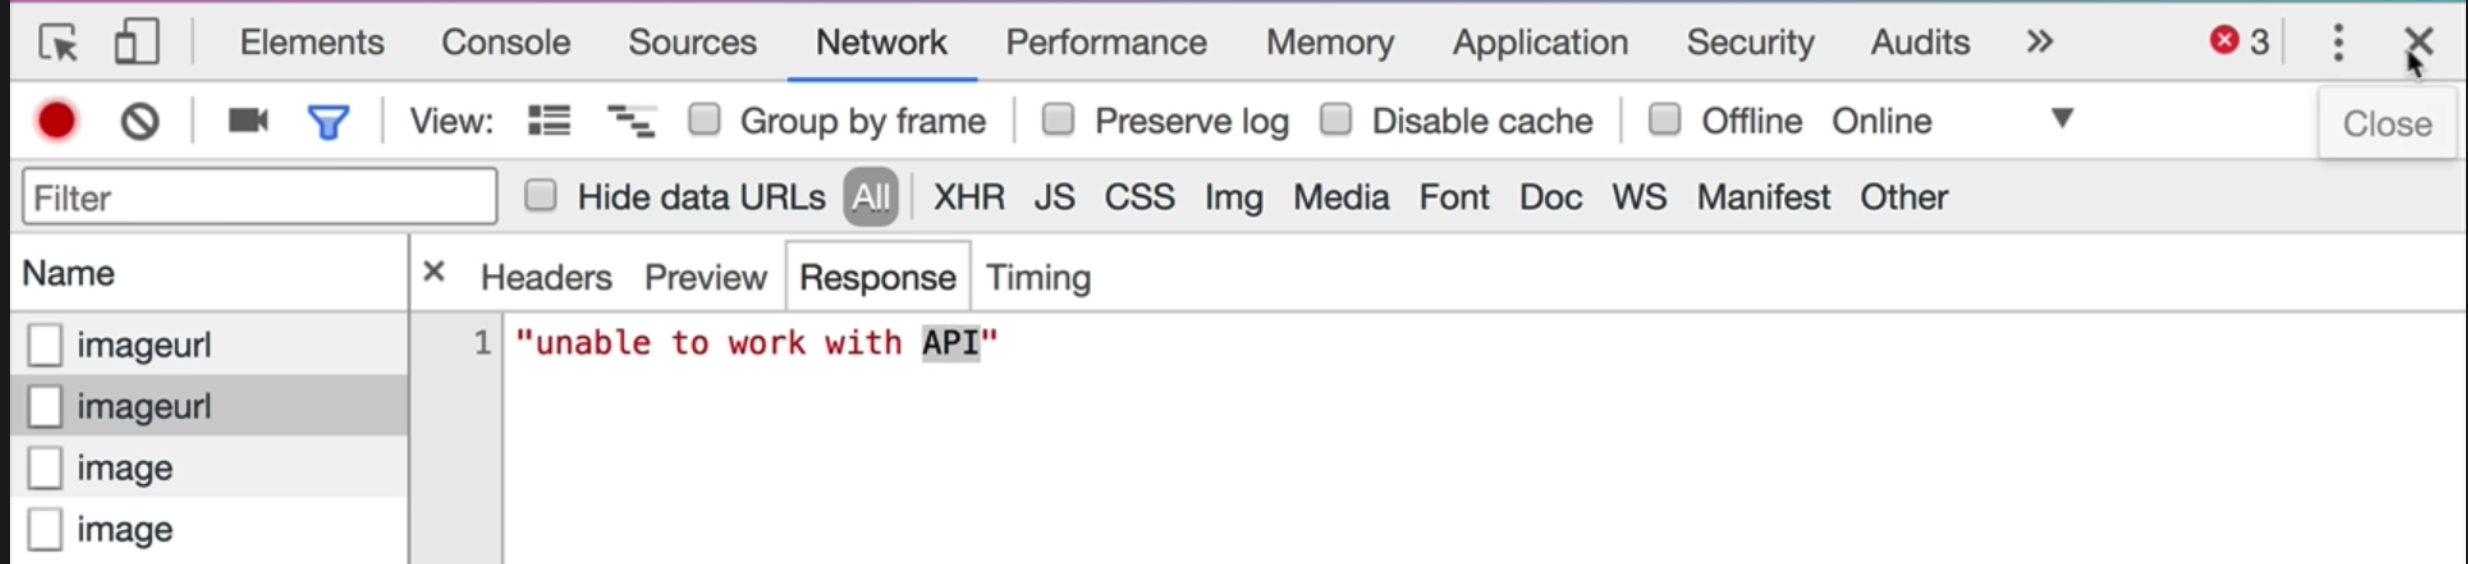 Elements Console Sources Network Performance Memory Application Security Audits » 3
View: Group by frame Preserve log Disable cache Offline Online Close
Filter Hide data URLs All XHR JS CSS Img Media Font Doc WS Manifest Other
Name × Headers Preview Response Timing
imageurl 1 "unable to work with API"
imageurl
image
image